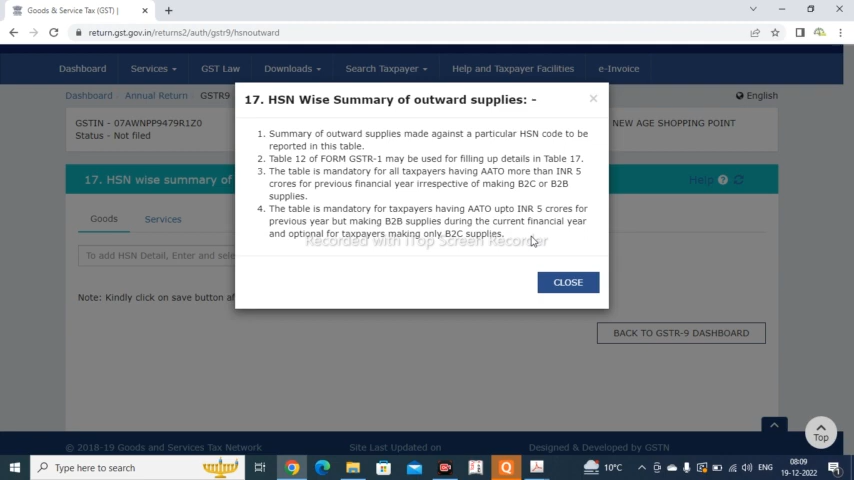 Goods & Service Tax (GST) |
return.gst.gov.in/returns2/auth/gstr9/hsnoutward
Dashboard Services GST Law Downloads Search Taxpayer Help and Taxpayer Facilities e-Invoice
Dashboard Annual Return GSTR9
English
GSTIN - 07AWNPP9479R1Z0
NEW AGE SHOPPING POINT
Status - Not filed
17. HSN wise summary of
Help
Goods Services
To add HSN Detail, Enter and sele
Note: Kindly click on save button af
17. HSN Wise Summary of outward supplies: -
1. Summary of outward supplies made against a particular HSN code to be
reported in this table.
2. Table 12 of FORM GSTR-1 may be used for filling up details in Table 17.
3. The table is mandatory for all taxpayers having AATO more than INR 5
crores for previous financial year irrespective of making B2C or B2B
supplies.
4. The table is mandatory for taxpayers having AATO upto INR 5 crores for
previous year but making B2B supplies during the current financial year
and optional for taxpayers making only B2C supplies.
Recorded with iTop Screen Recorder
CLOSE
BACK TO GSTR-9 DASHBOARD
Top
© 2018-19 Goods and Services Tax Network
Site Last Updated on
Designed & Developed by GSTN
Type here to search
10°C
ENG
08:09
19-12-2022